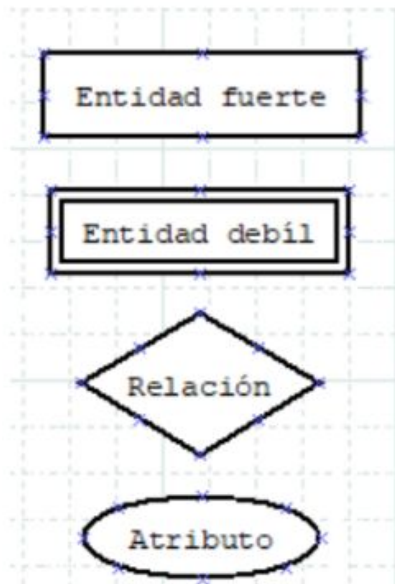 Entidad fuerte
Entidad debíl
Relación
Atributo